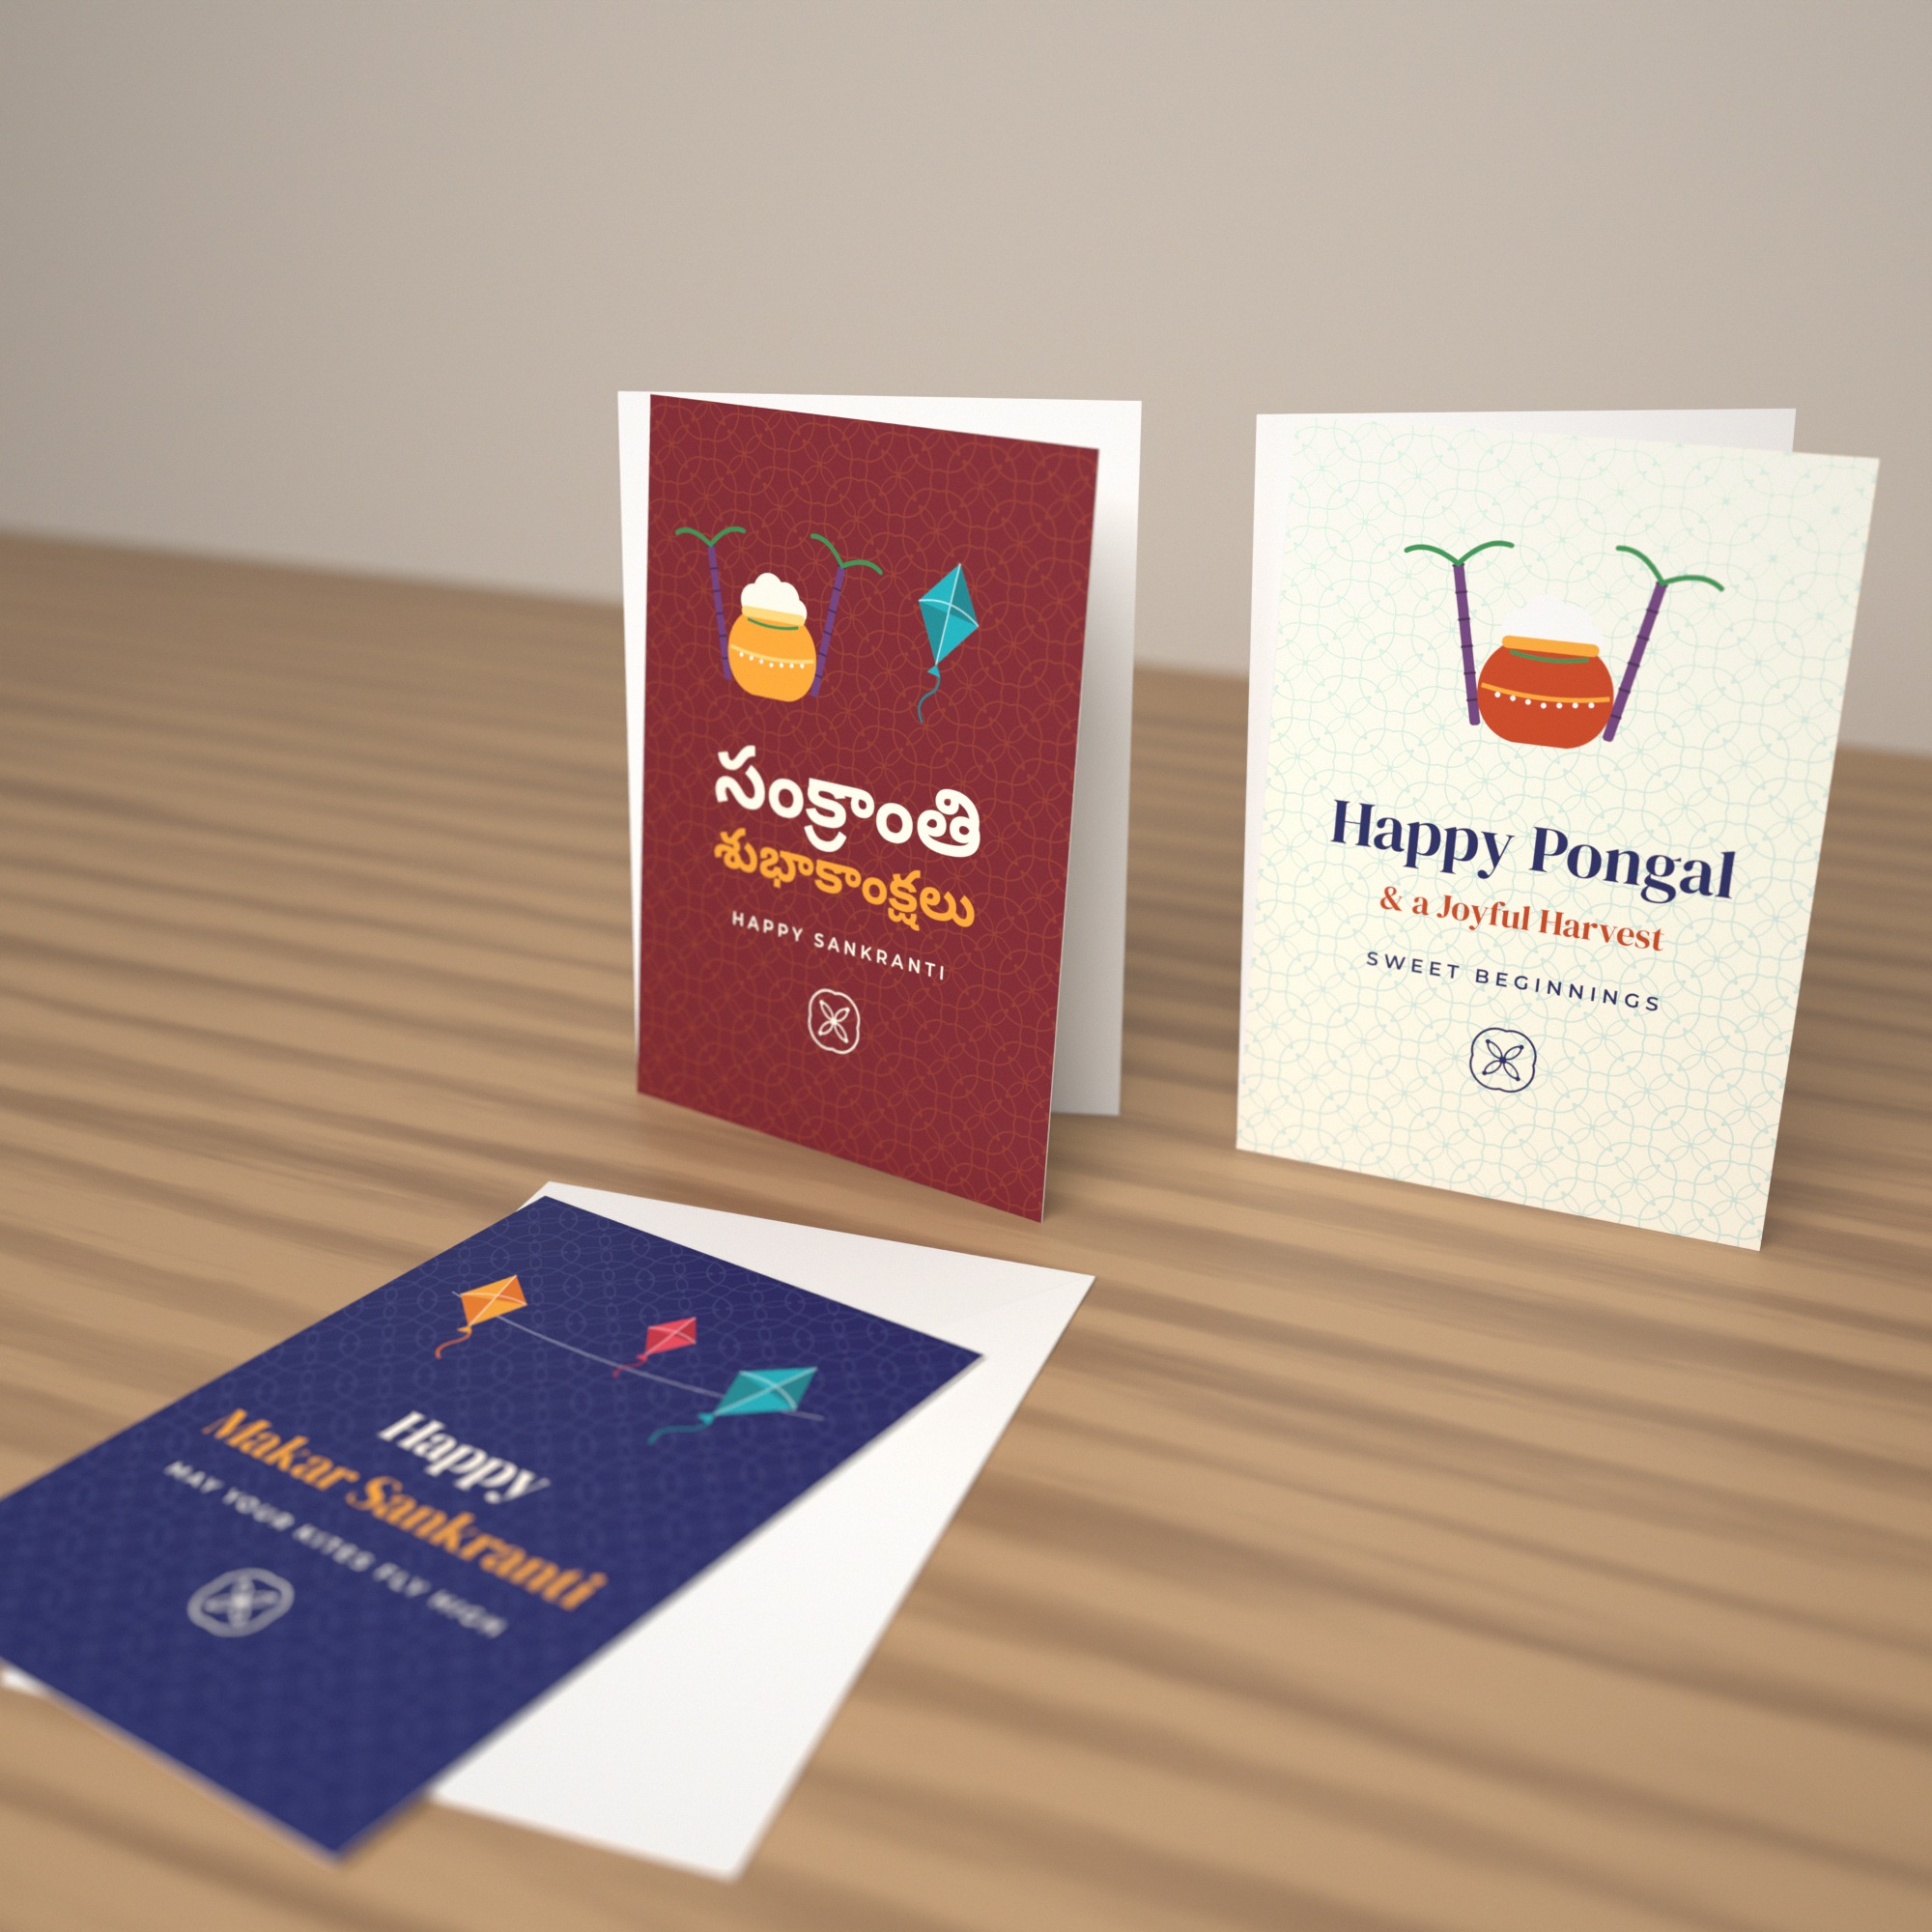 సంక్రాంతి
శుభాకాంక్షలు
HAPPY SANKRANTI
Happy Pongal
& a Joyful Harvest
SWEET BEGINNINGS
Happy
Makar Sankranti
MAY YOUR KITES FLY HIGH